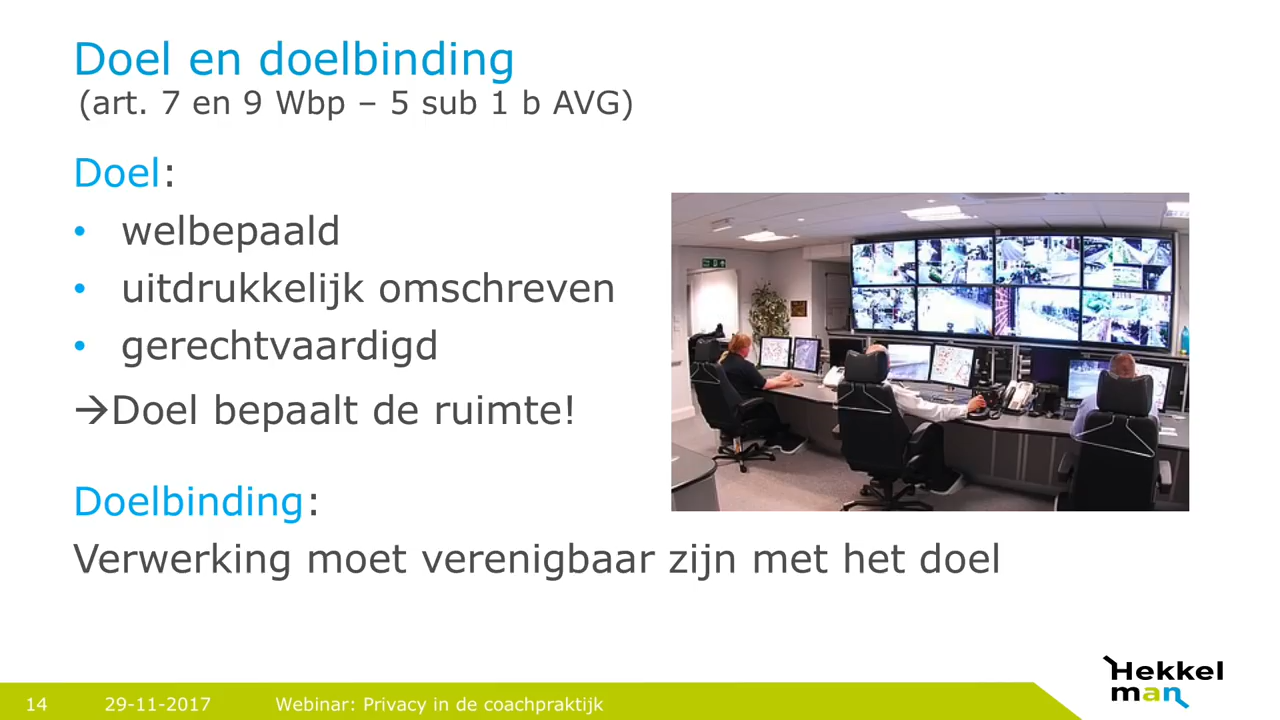 Doel en doelbinding
(art. 7 en 9 Wbp – 5 sub 1 b AVG)
Doel:
• welbepaald
• uitdrukkelijk omschreven
• gerechtvaardigd
→Doel bepaalt de ruimte!
Doelbinding:
Verwerking moet verenigbaar zijn met het doel
14 29-11-2017 Webinar: Privacy in de coachpraktijk
Hekkel
man